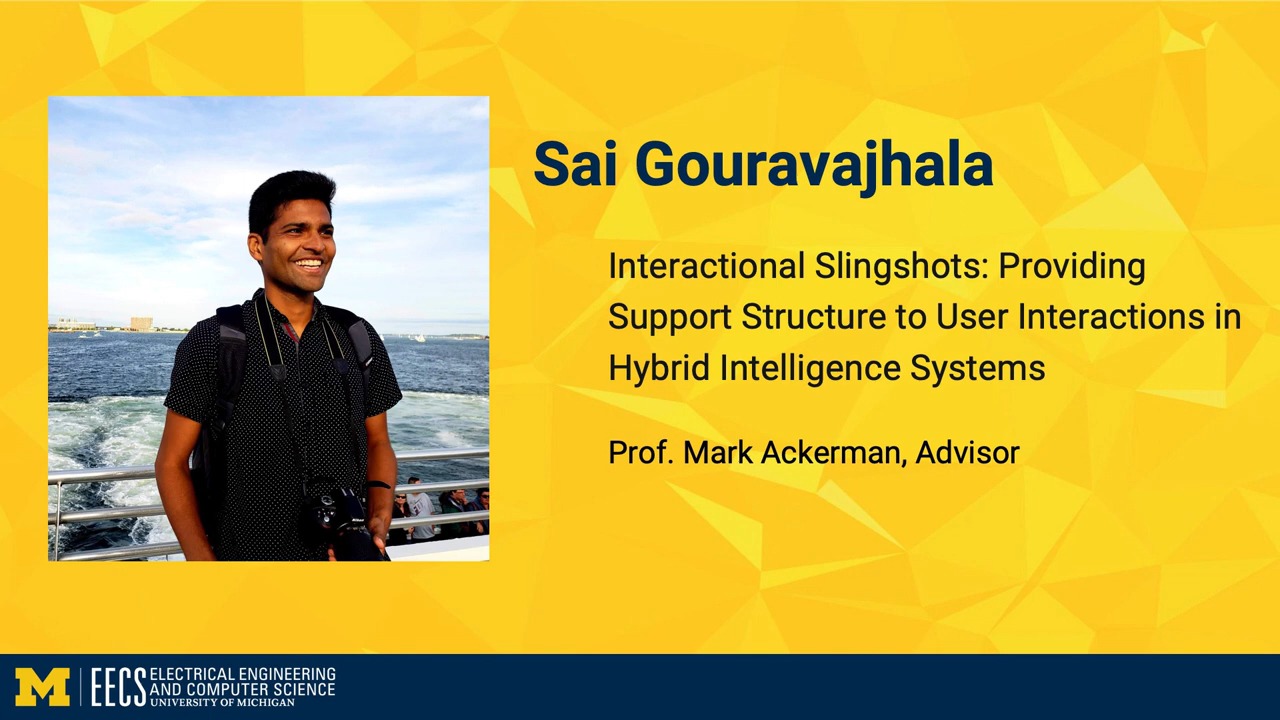 Sai Gouravajhala
Interactional Slingshots: Providing
Support Structure to User Interactions in
Hybrid Intelligence Systems
Prof. Mark Ackerman, Advisor
M
EECS
ELECTRICAL ENGINEERING
AND COMPUTER SCIENCE
UNIVERSITY OF MICHIGAN